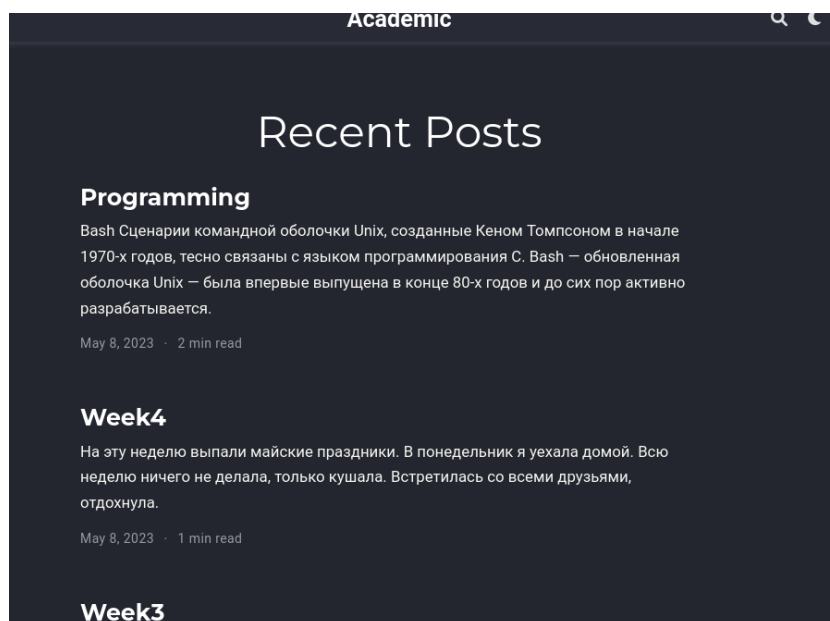 Academic
Recent Posts
Programming
Bash Сценарии командной оболочки Unix, созданные Кеном Томпсоном в начале
1970-х годов, тесно связаны с языком программирования C. Bash — обновленная
оболочка Unix — была впервые выпущена в конце 80-х годов и до сих пор активно
разрабатывается.
May 8, 2023 · 2 min read
Week4
На эту неделю выпали майские праздники. В понедельник я уехала домой. Всю
неделю ничего не делала, только кушала. Встретилась со всеми друзьями,
отдохнула.
May 8, 2023 · 1 min read
Week3